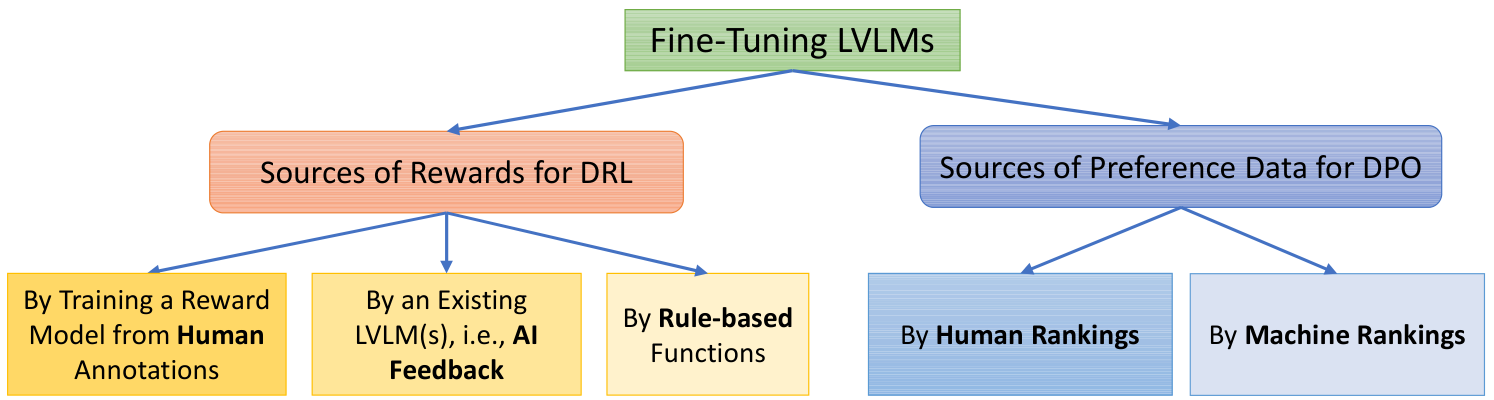 Fine-Tuning LVLMs
Sources of Rewards for DRL
Sources of Preference Data for DPO
By Training a Reward
Model from Human
Annotations
By an Existing
LVLM(s), i.e., AI
Feedback
By Rule-based
Functions
By Human Rankings
By Machine Rankings